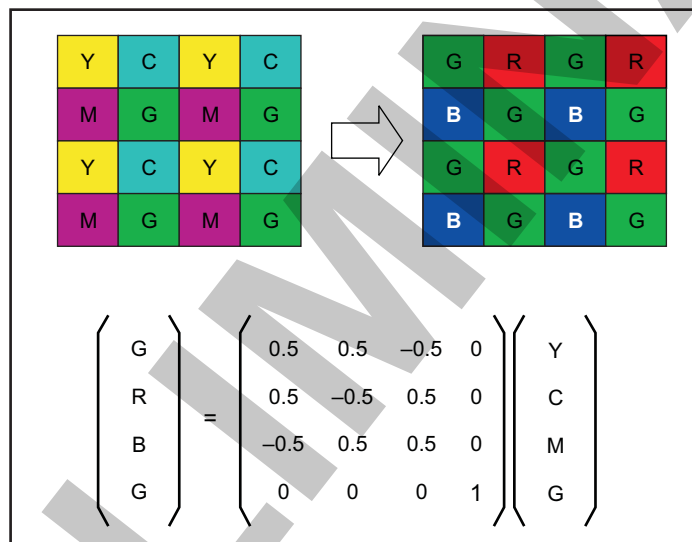 Y C Y C G R G R
M G M G B G B G
Y C Y C G R G R
M G M G B G B G
G 0.5 0.5 –0.5 0 Y
R 0.5 –0.5 0.5 0 C
=
B –0.5 0.5 0.5 0 M
G 0 0 0 1 G